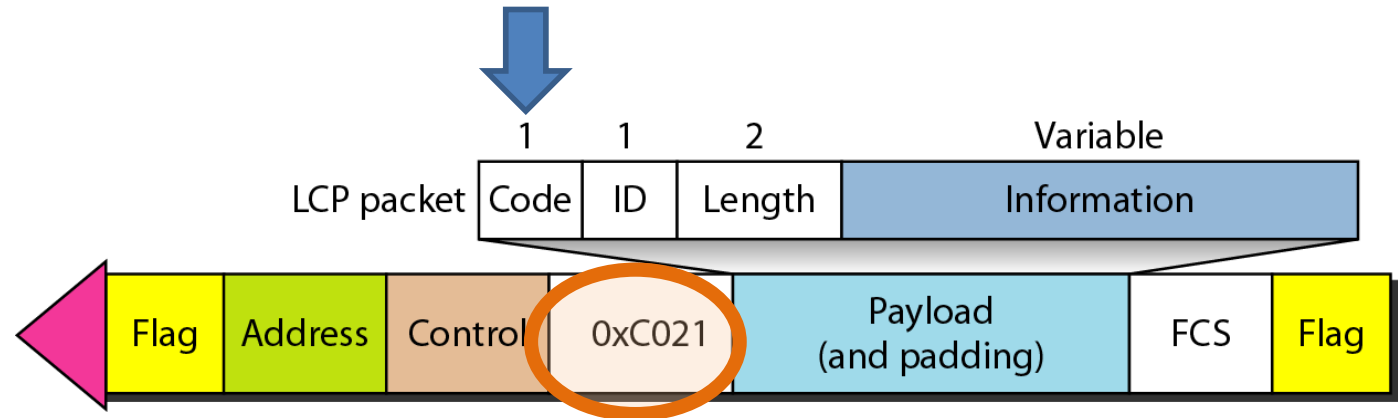 1 1 2 Variable
LCP packet Code ID Length Information
Flag Address Control 0xC021 Payload (and padding) FCS Flag